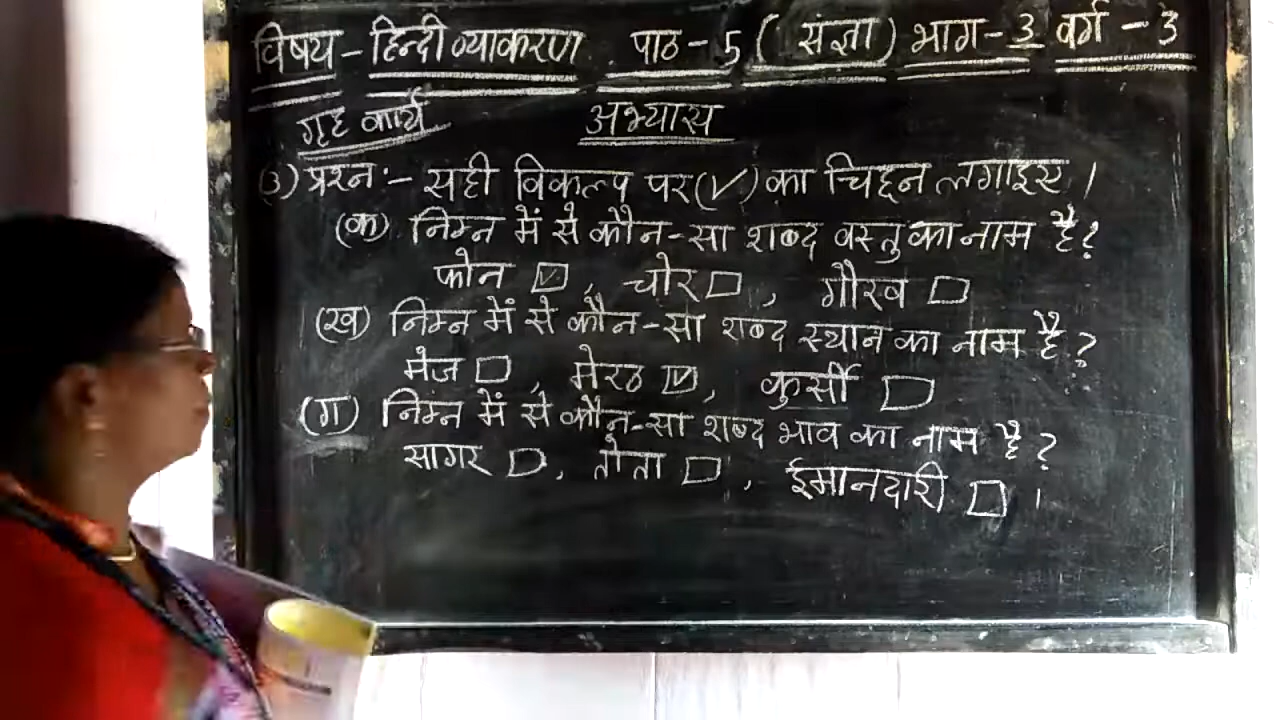 विषय - हिन्दी व्याकरण पाठ - 5 ( संज्ञा ) भाग - 3 वर्ग - 3
गृह कार्य अभ्यास
(3) प्रश्न :- सही विकल्प पर (✓) का चिह्न लगाइए ।
(क) निम्न में से कौन-सा शब्द वस्तु का नाम है?
फोन ☑ , चोर ☐ , गौरव ☐
(ख) निम्न में से कौन-सा शब्द स्थान का नाम है?
मेज ☐ , मेरठ ☑ , कुर्सी ☐
(ग) निम्न में से कौन-सा शब्द भाव का नाम है?
सागर ☐ , तोता ☐ , ईमानदारी ☐ ।